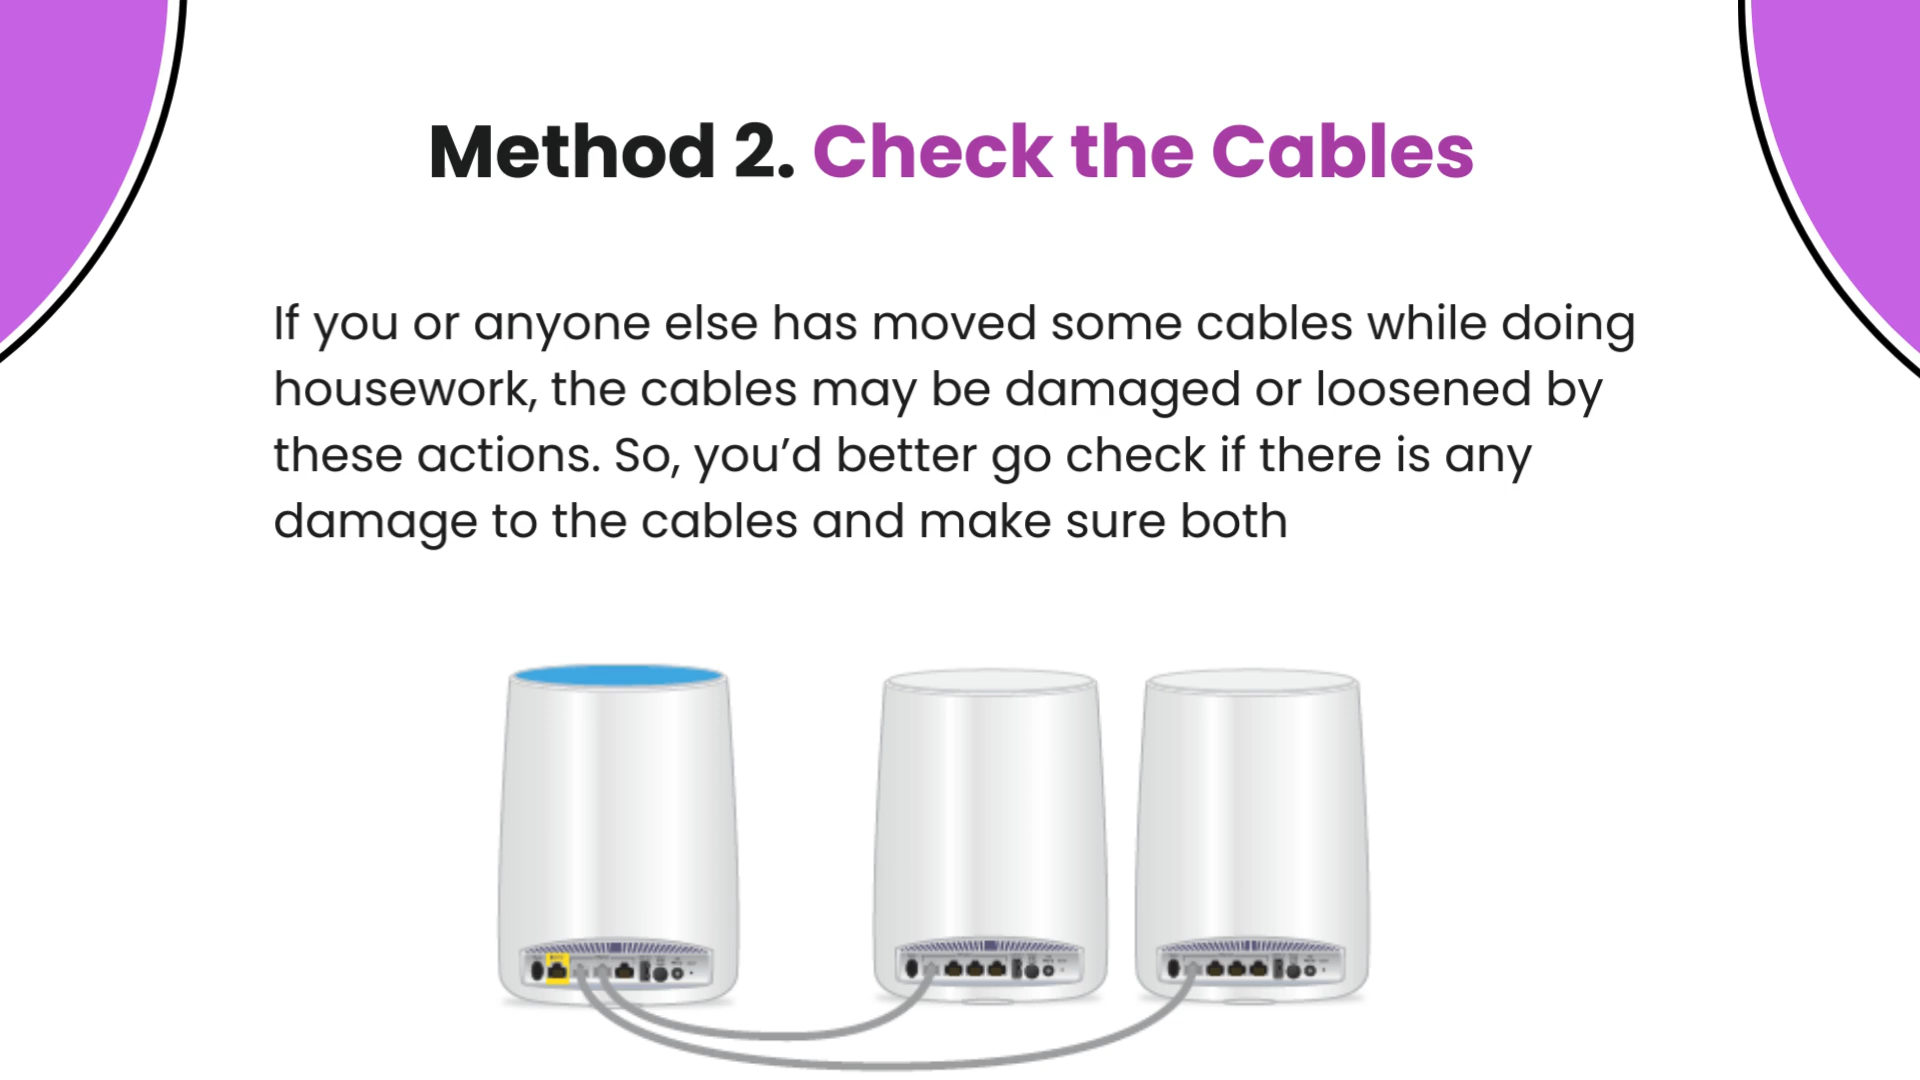 Method 2. Check the Cables
If you or anyone else has moved some cables while doing
housework, the cables may be damaged or loosened by
these actions. So, you’d better go check if there is any
damage to the cables and make sure both